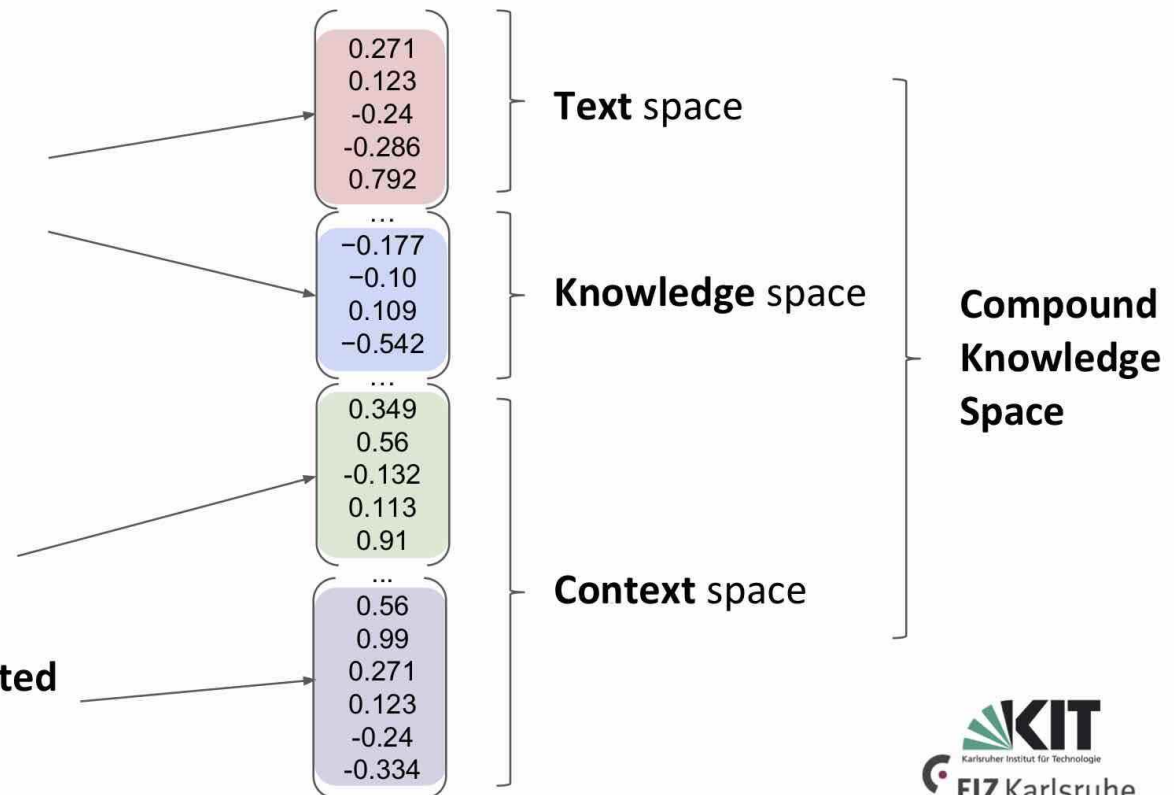 0.271
0.123
-0.24
-0.286
0.792
...
−0.177
−0.10
0.109
−0.542
...
0.349
0.56
-0.132
0.113
0.91
...
0.56
0.99
0.271
0.123
-0.24
-0.334
Text space
Knowledge space
Context space
Compound
Knowledge
Space
ted
KIT
Karlsruher Institut für Technologie
FIZ Karlsruhe